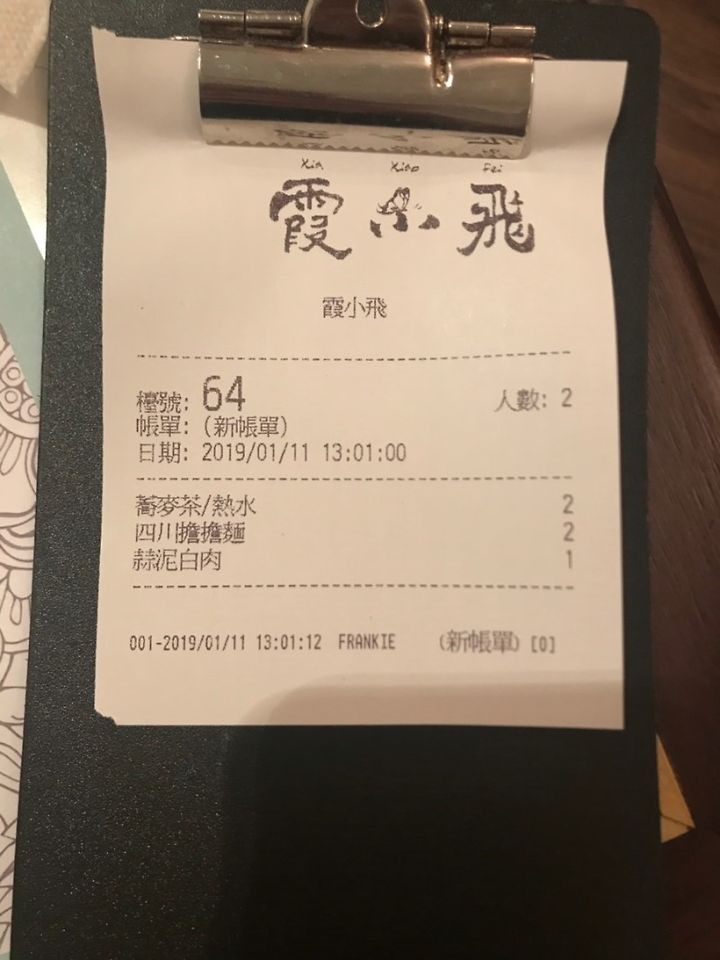 Xia Xiao Fei
霞小飛
霞小飛
檯號: 64 人數: 2
帳單: (新帳單)
日期: 2019/01/11 13:01:00
蕎麥茶/熱水 2
四川擔擔麵 2
蒜泥白肉 1
001-2019/01/11 13:01:12 FRANKIE (新帳單) [0]